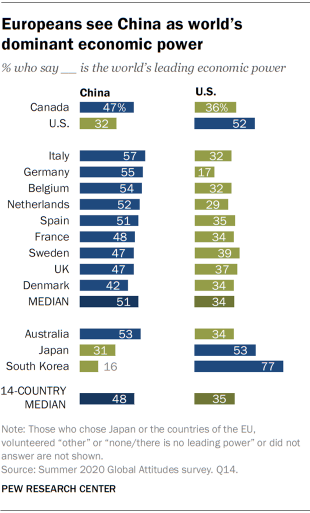 Europeans see China as world's
dominant economic power
% who say __ is the world's leading economic power
China U.S.
Canada 47% 36%
U.S. 32 52
Italy 57 32
Germany 55 17
Belgium 54 32
Netherlands 52 29
Spain 51 35
France 48 34
Sweden 47 39
UK 47 37
Denmark 42 34
MEDIAN 51 34
Australia 53 34
Japan 31 53
South Korea 16 77
14-COUNTRY
MEDIAN 48 35
Note: Those who chose Japan or the countries of the EU,
volunteered “other” or “none/there is no leading power” or did not
answer are not shown.
Source: Summer 2020 Global Attitudes survey. Q14.
PEW RESEARCH CENTER